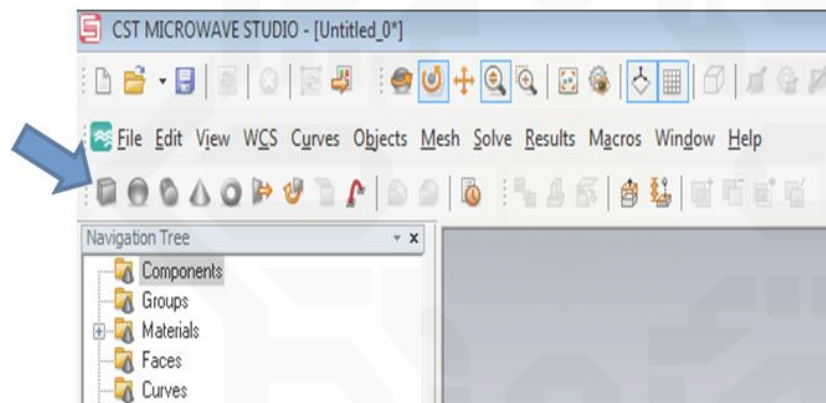 CST MICROWAVE STUDIO - [Untitled_0*]
File Edit View WCS Curves Objects Mesh Solve Results Macros Window Help
Navigation Tree
Components
Groups
Materials
Faces
Curves